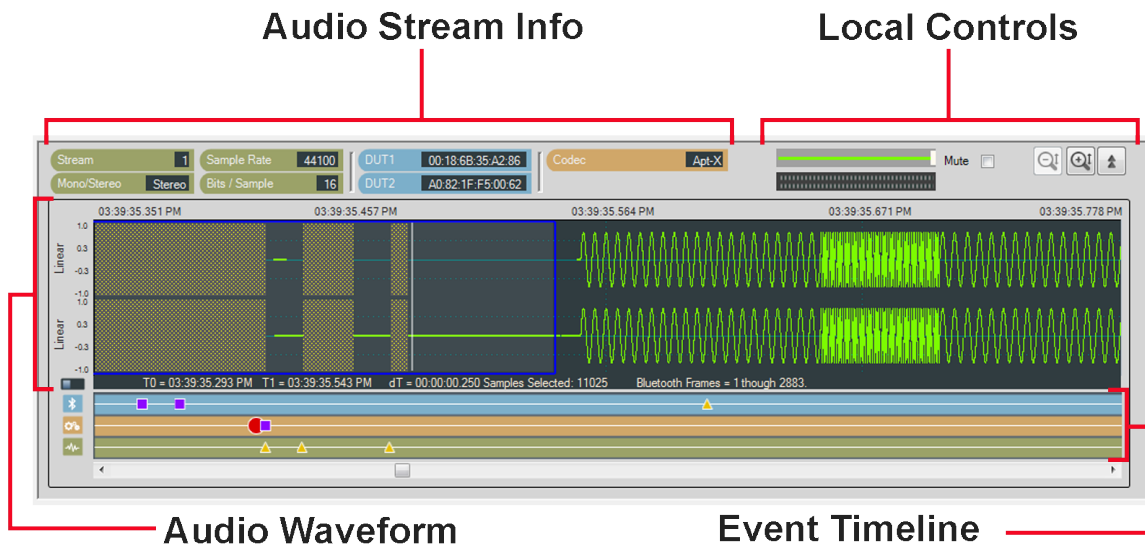 Audio Stream Info
Local Controls
Stream 1 Sample Rate 44100 DUT1 00:18:6B:35:A2:86 Codec Apt-X Mute
Mono/Stereo Stereo Bits / Sample 16 DUT2 A0:82:1F:F5:00:62
03:39:35.351 PM 03:39:35.457 PM 03:39:35.564 PM 03:39:35.671 PM 03:39:35.778 PM
1.0
0.3
Linear
-0.3
-1.0
1.0
0.3
Linear
-0.3
-1.0
T0 = 03:39:35.293 PM T1 = 03:39:35.543 PM dT = 00:00:00.250 Samples Selected: 11025 Bluetooth Frames = 1 though 2883.
Audio Waveform
Event Timeline